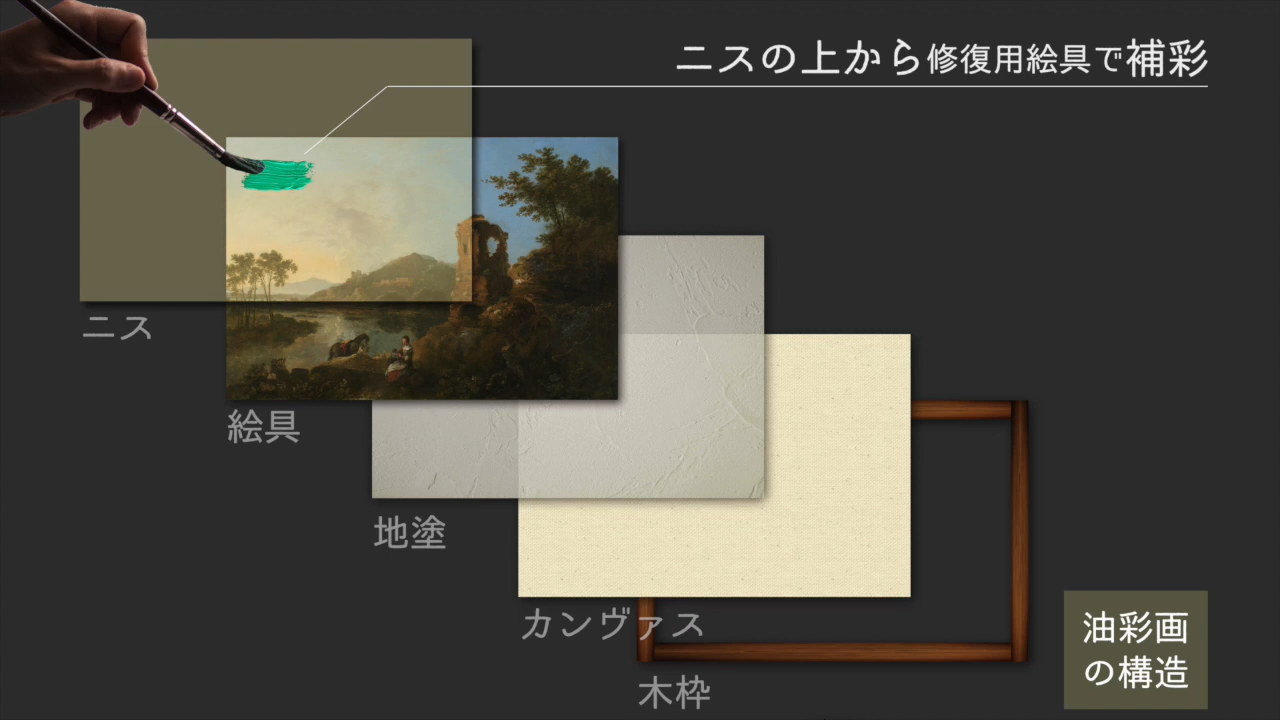 ニスの上から修復用絵具で補彩
ニス
絵具
地塗
カンヴァス
木枠
油彩画
の構造